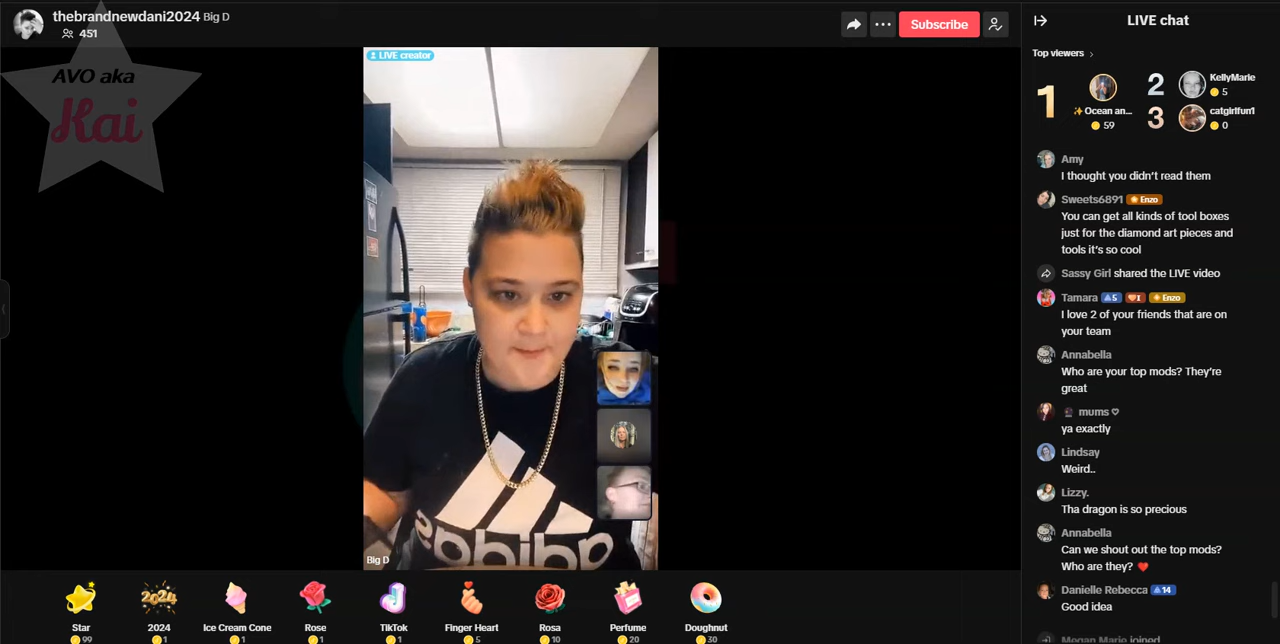 thebrandnewdani2024 Big D
451
Subscribe
LIVE chat
AVO aka
Kai
LIVE creator
adidas
Big D
Top viewers
1
✨ Ocean an...
59
2
KellyMarie
5
3
catgirlfun1
0
Amy
I thought you didn't read them
Sweets6891 Enzo
You can get all kinds of tool boxes
just for the diamond art pieces and
tools it's so cool
Sassy Girl shared the LIVE video
Tamara 5 I Enzo
I love 2 of your friends that are on
your team
Annabella
Who are your top mods? They're
great
mums ♡
ya exactly
Lindsay
Weird..
Lizzy.
Tha dragon is so precious
Annabella
Can we shout out the top mods?
Who are they? ❤️
Danielle Rebecca 14
Good idea
Megan Marie joined
2024
Star
99
2024
1
Ice Cream Cone
1
Rose
1
TikTok
1
Finger Heart
5
Rosa
10
Perfume
20
Doughnut
30